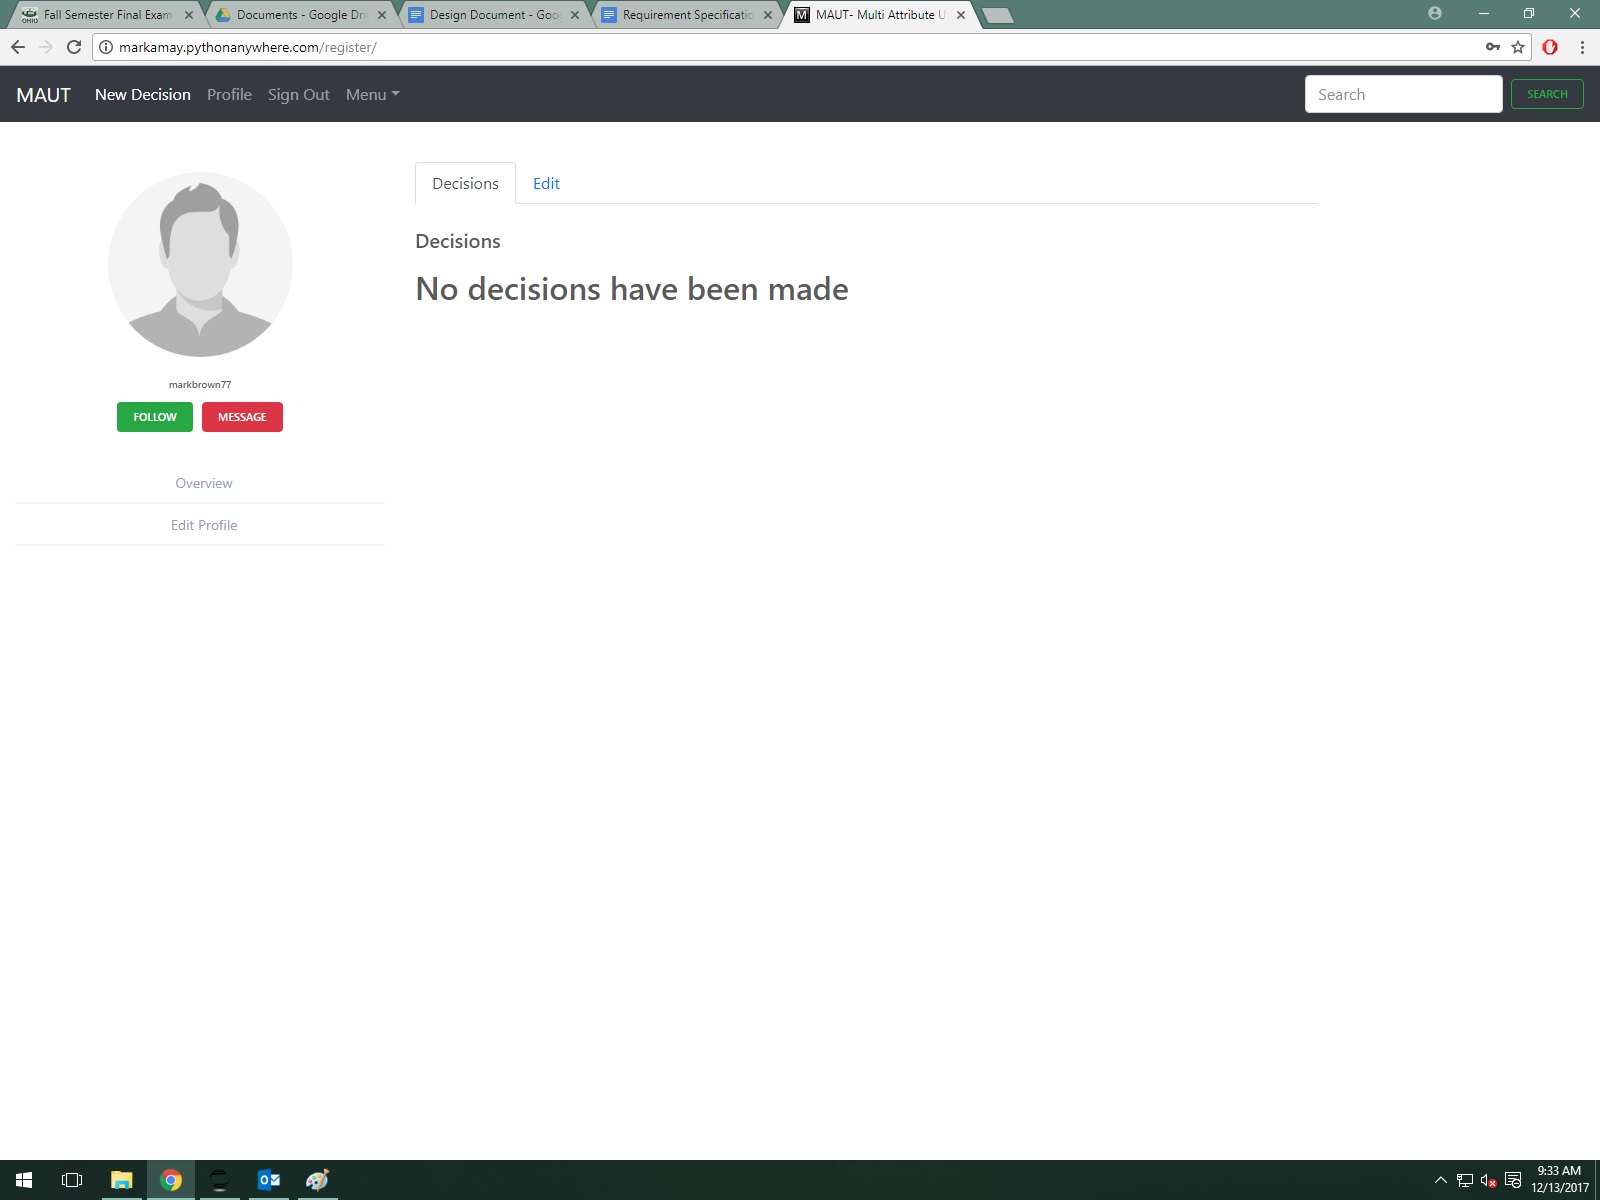 Fall Semester Final Exam
Documents - Google Dri
Design Document - Goo
Requirement Specificatio
MAUT- Multi Attribute U
markamay.pythonanywhere.com/register/
MAUT New Decision Profile Sign Out Menu Search SEARCH
Decisions Edit
Decisions
No decisions have been made
markbrown77
FOLLOW MESSAGE
Overview
Edit Profile
9:33 AM
12/13/2017